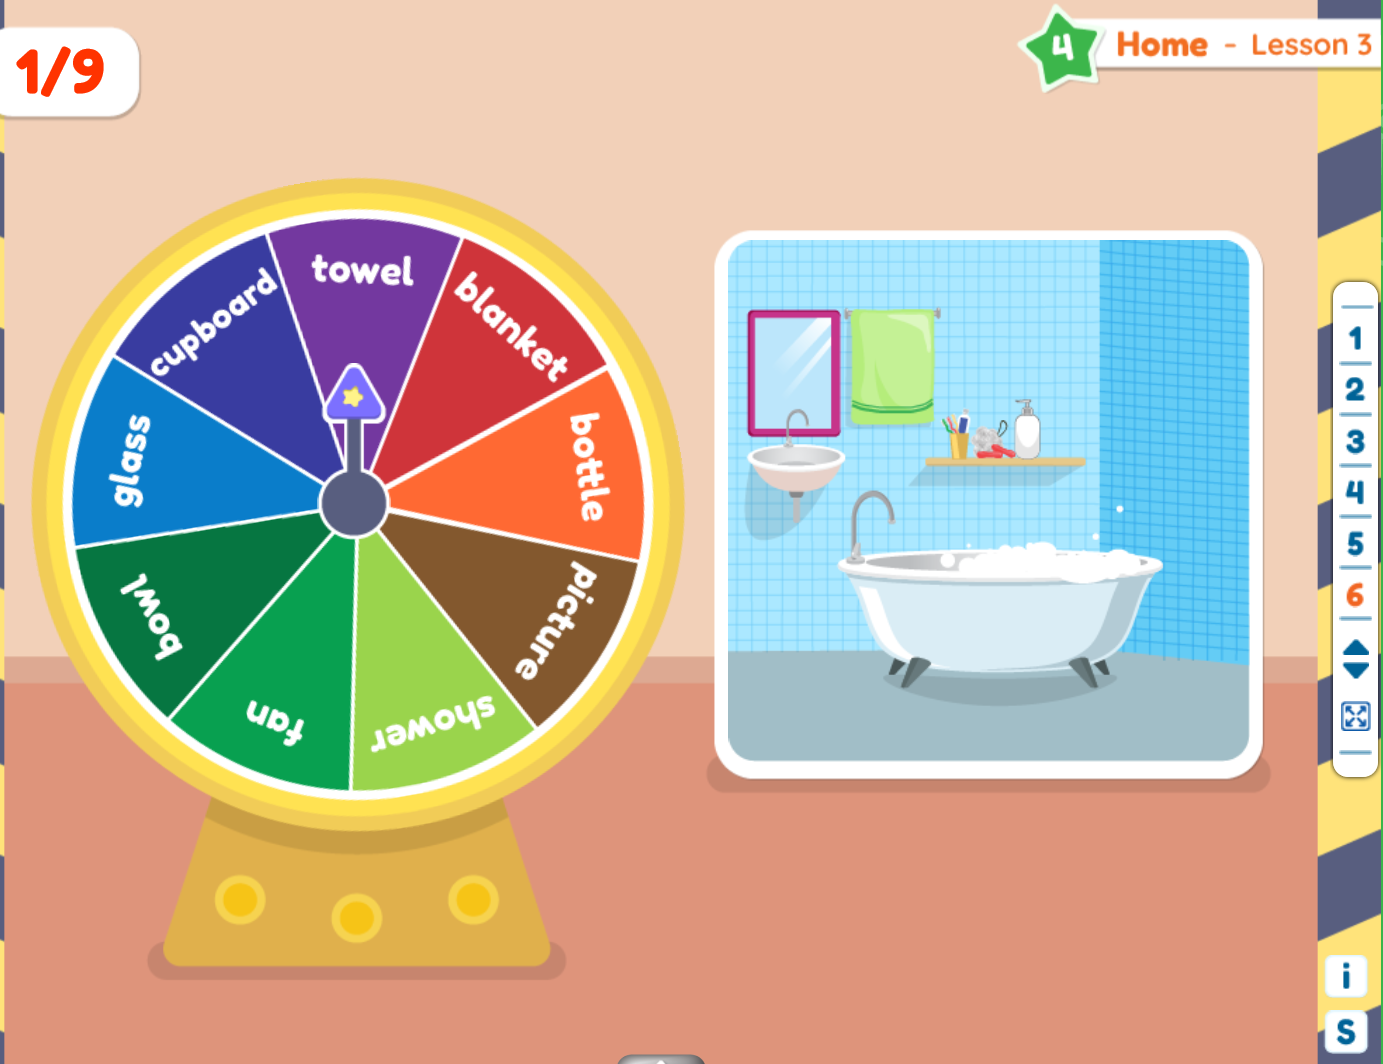 1/9
4
Home - Lesson 3
towel
blanket
bottle
picture
shower
fan
bowl
glass
cupboard
1
2
3
4
5
6
i
S